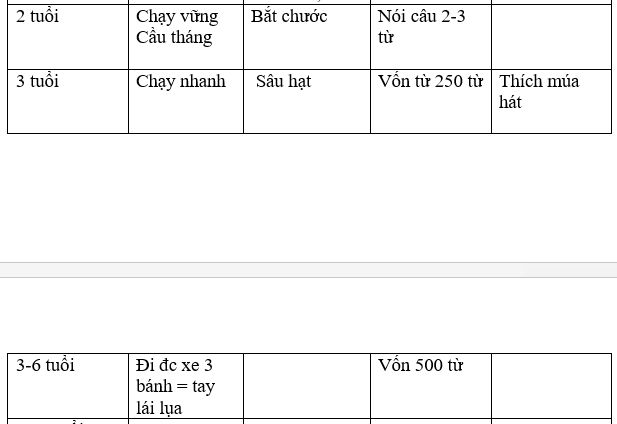 2 tuổi
Chạy vững
Cầu tháng
Bắt chước
Nói câu 2-3
từ
3 tuổi
Chạy nhanh
Sâu hạt
Vốn từ 250 từ
Thích múa
hát
3-6 tuổi
Đi đc xe 3
bánh = tay
lái lụa
Vốn 500 từ